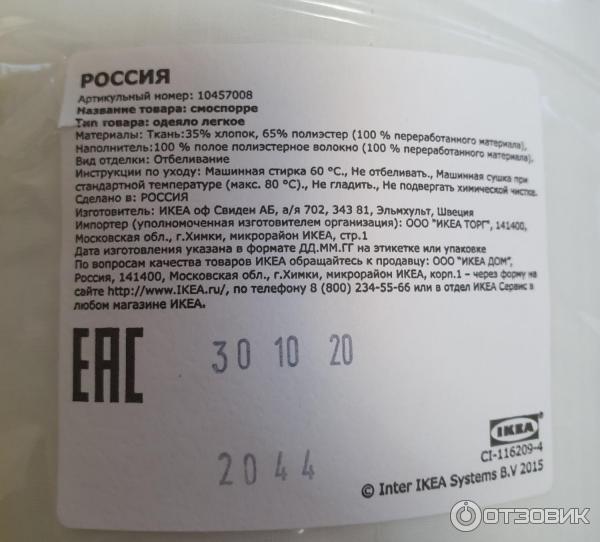 РОССИЯ
Артикульный номер: 10457008
Название товара: смоспорре
Тип товара: одеяло легкое
Материалы: Ткань:35% хлопок, 65% полиэстер (100 % переработанного материала),
Наполнитель:100 % полое полиэстерное волокно (100 % переработанного материала),
Вид отделки: Отбеливание
Инструкции по уходу: Машинная стирка 60 °C., Не отбеливать., Машинная сушка при
стандартной температуре (макс. 80 °C)., Не гладить., Не подвергать химической чистке.
Сделано в: РОССИЯ
Изготовитель: ИКЕА оф Свиден АБ, а/я 702, 343 81, Эльмхульт, Швеция
Импортер (уполномоченная изготовителем организация): ООО "ИКЕА ТОРГ", 141400,
Московская обл., г.Химки, микрорайон ИКЕА, стр.1
Дата изготовления указана в формате ДД.ММ.ГГ на этикетке или упаковке
По вопросам качества товаров ИКЕА обращайтесь к продавцу: ООО "ИКЕА ДОМ",
Россия, 141400, Московская обл., г.Химки, микрорайон ИКЕА, корп.1 – через форму на
сайте http://www.IKEA.ru/, по телефону 8 (800) 234-55-66 или в отдел ИКЕА Сервис в
любом магазине ИКЕА.
EAC
30 10 20
2044
IKEA
CI-116209-4
© Inter IKEA Systems B.V 2015
ОТЗОВИК